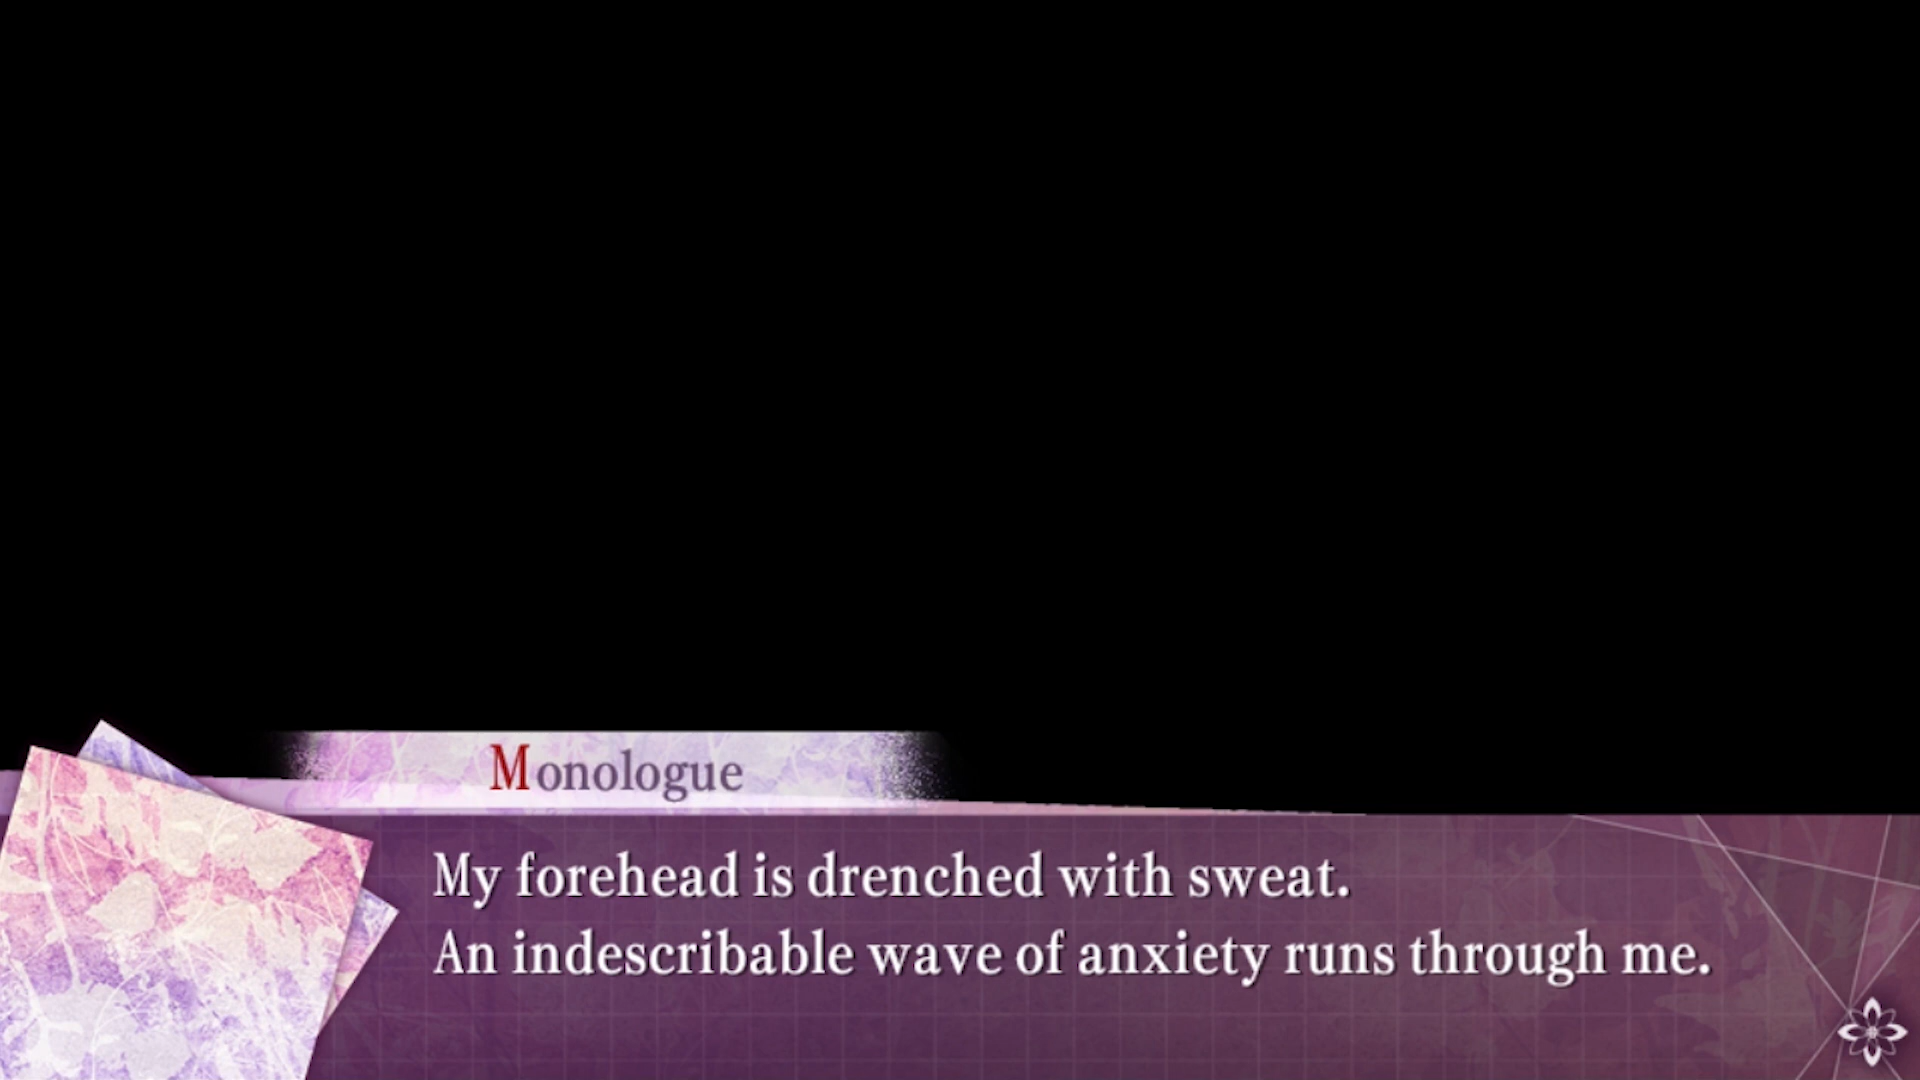 Monologue
My forehead is drenched with sweat.
An indescribable wave of anxiety runs through me.